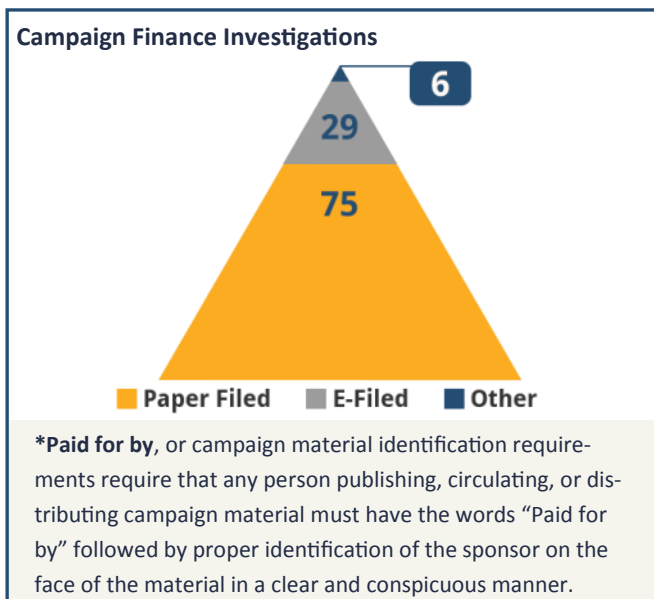 Campaign Finance Investigations
6
29
75
Paper Filed E-Filed Other
*Paid for by, or campaign material identification require-
ments require that any person publishing, circulating, or dis-
tributing campaign material must have the words “Paid for
by” followed by proper identification of the sponsor on the
face of the material in a clear and conspicuous manner.